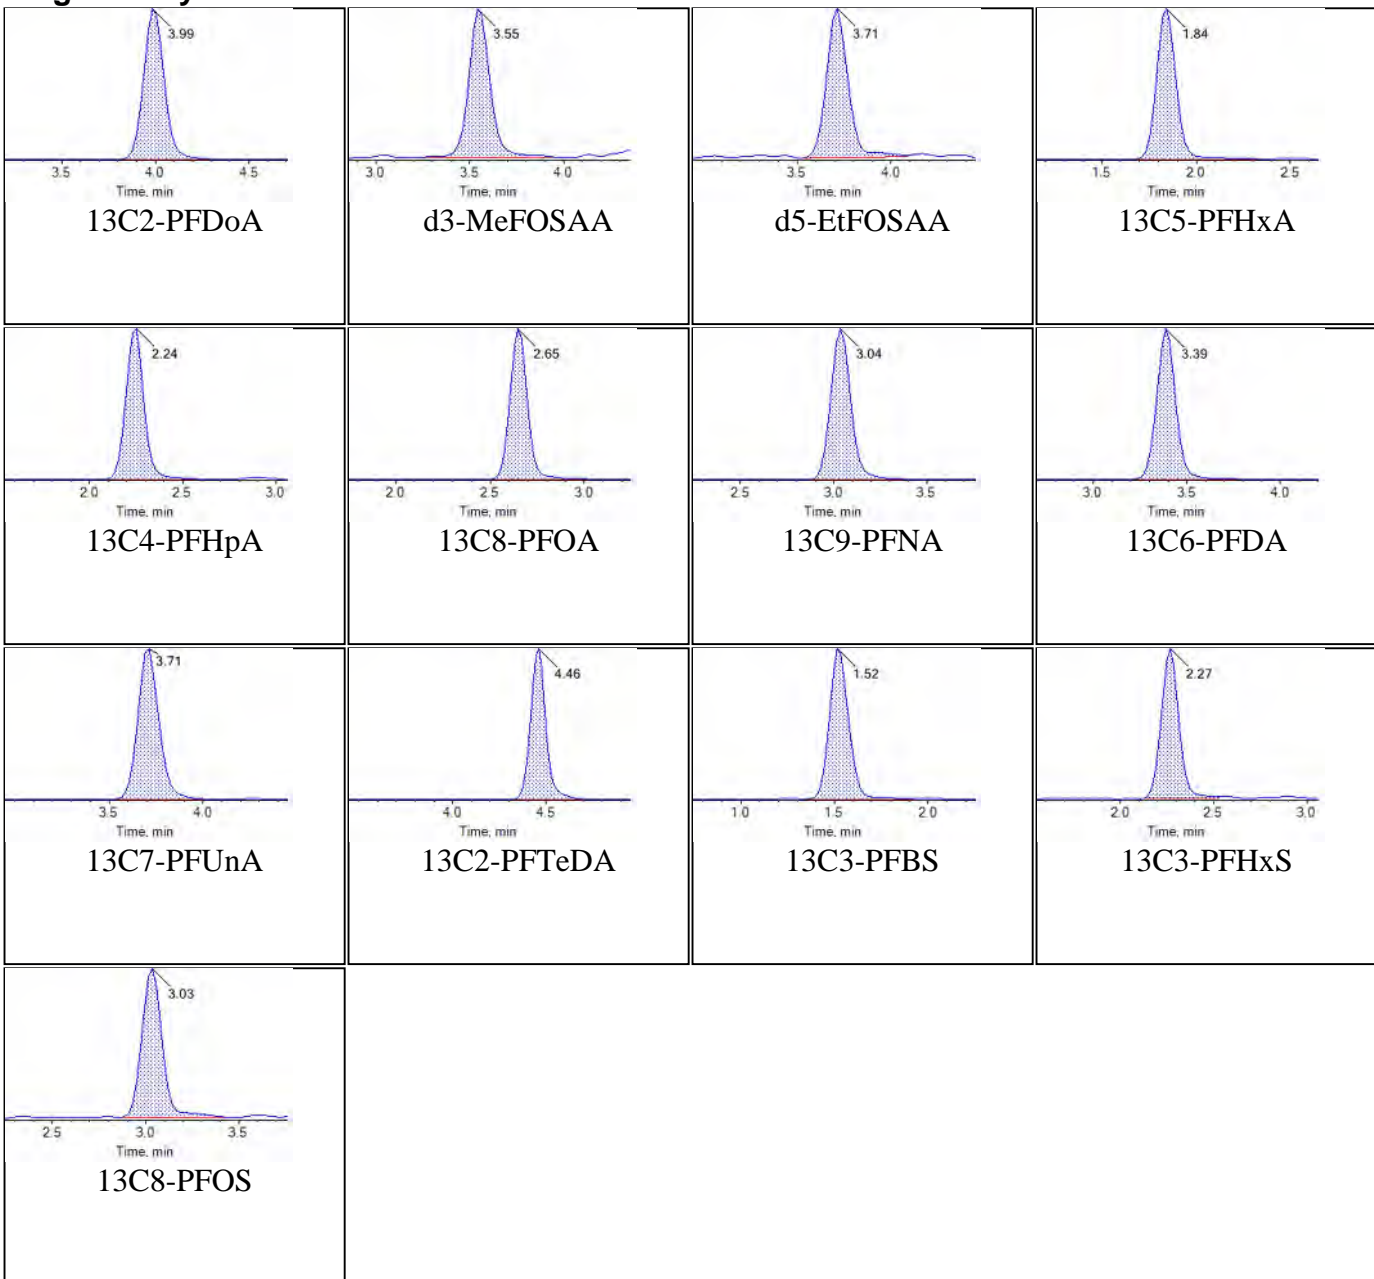 3.99
3.5 4.0 4.5
Time, min
13C2-PFDoA
3.55
3.0 3.5 4.0
Time, min
d3-MeFOSAA
3.71
3.5 4.0
Time, min
d5-EtFOSAA
1.84
1.5 2.0 2.5
Time, min
13C5-PFHxA
2.24
2.0 2.5 3.0
Time, min
13C4-PFHpA
2.65
2.0 2.5 3.0
Time, min
13C8-PFOA
3.04
2.5 3.0 3.5
Time, min
13C9-PFNA
3.39
3.0 3.5 4.0
Time, min
13C6-PFDA
3.71
3.5 4.0
Time, min
13C7-PFUnA
4.46
4.0 4.5
Time, min
13C2-PFTeDA
1.52
1.0 1.5 2.0
Time, min
13C3-PFBS
2.27
2.0 2.5 3.0
Time, min
13C3-PFHxS
3.03
2.5 3.0 3.5
Time, min
13C8-PFOS